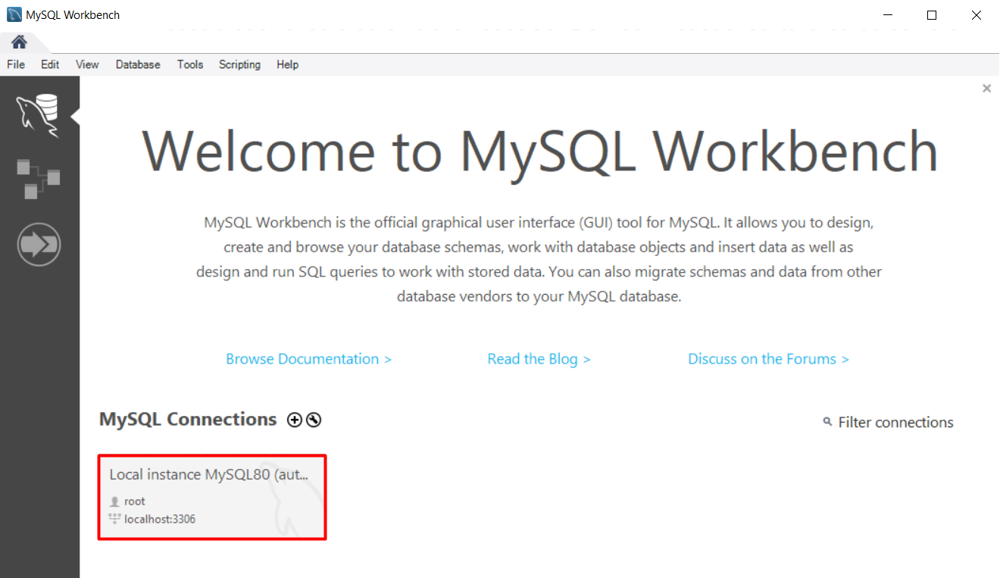 MySQL Workbench
File Edit View Database Tools Scripting Help
Welcome to MySQL Workbench
MySQL Workbench is the official graphical user interface (GUI) tool for MySQL. It allows you to design,
create and browse your database schemas, work with database objects and insert data as well as
design and run SQL queries to work with stored data. You can also migrate schemas and data from other
database vendors to your MySQL database.
Browse Documentation > Read the Blog > Discuss on the Forums >
MySQL Connections
Filter connections
Local instance MySQL80 (aut...
root
localhost:3306